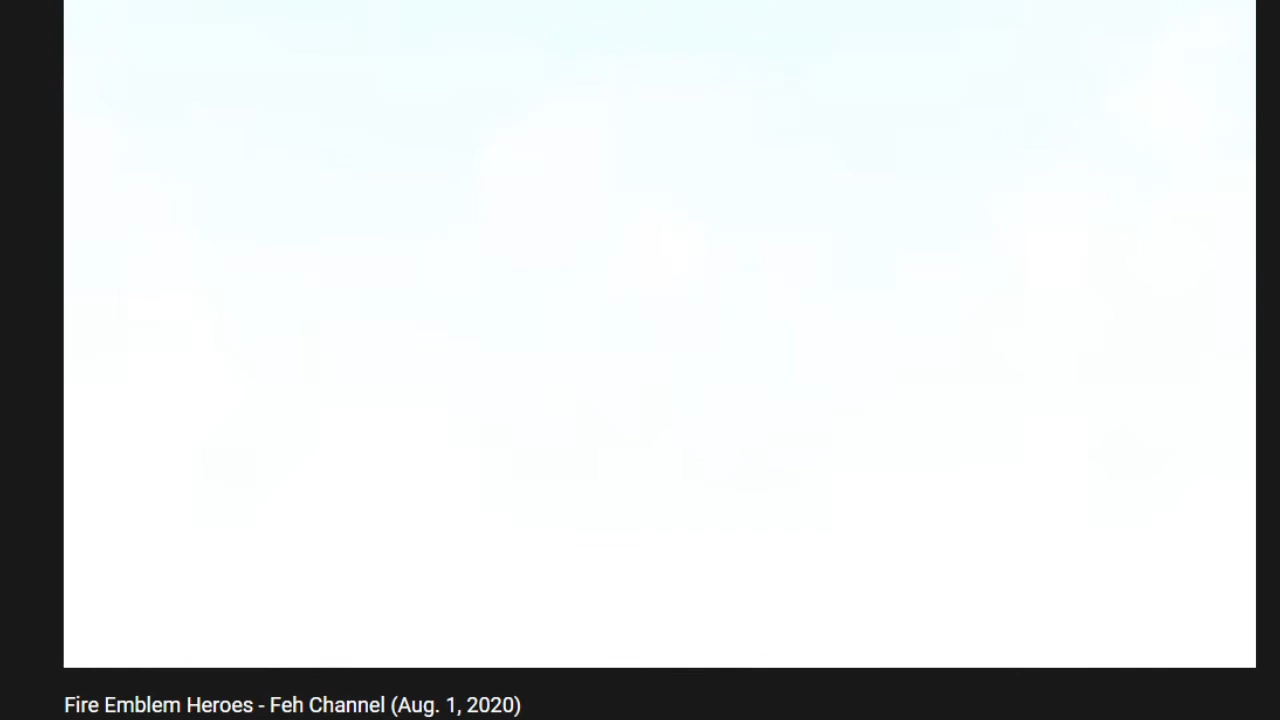 Fire Emblem Heroes - Feh Channel (Aug. 1, 2020)